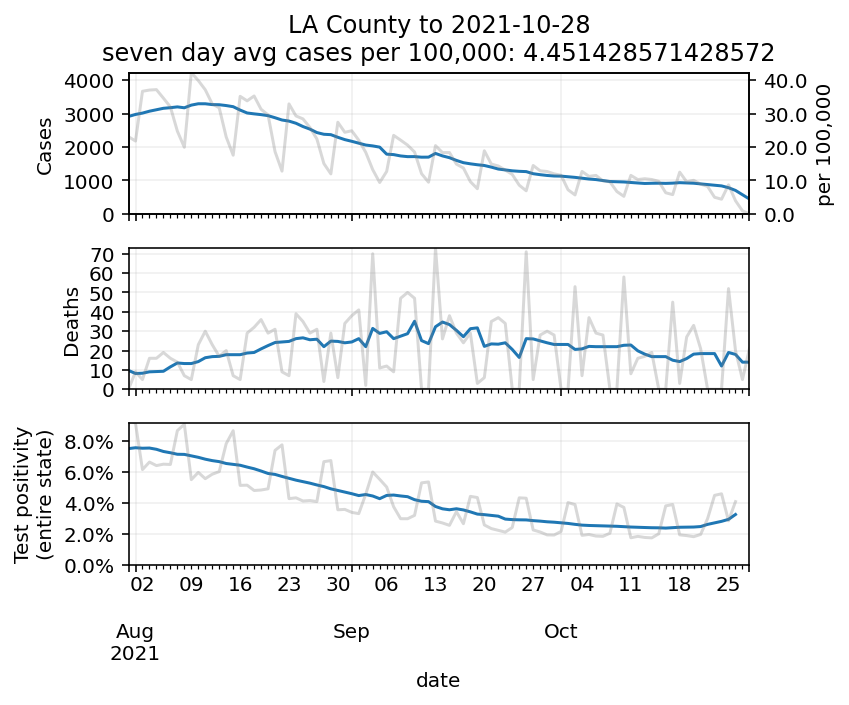 LA County to 2021-10-28
seven day avg cases per 100,000: 4.451428571428572
Cases
4000
3000
2000
1000
0
40.0
30.0
20.0
10.0
0.0
per 100,000
Deaths
70
60
50
40
30
20
10
0
Test positivity
(entire state)
8.0%
6.0%
4.0%
2.0%
0.0%
02 09 16 23 30 06 13 20 27 04 11 18 25
Aug Sep Oct
2021
date